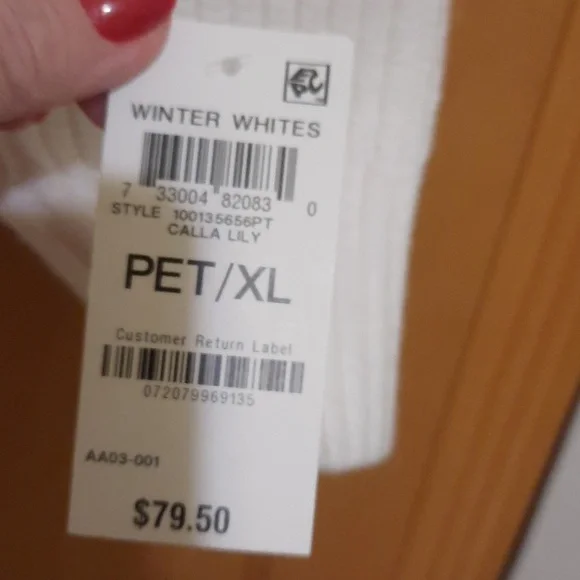 WINTER WHITES
7 33004 82083 0
STYLE 100135656PT
CALLA LILY
PET/XL
Customer Return Label
072079969135
AA03-001
$79.50